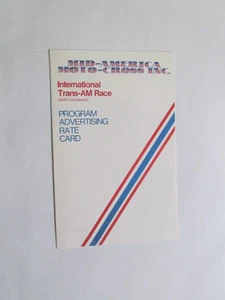 MID-AMERICA
MOTO-CROSS INC.
International
Trans-AM Race
PROGRAM
ADVERTISING
RATE
CARD